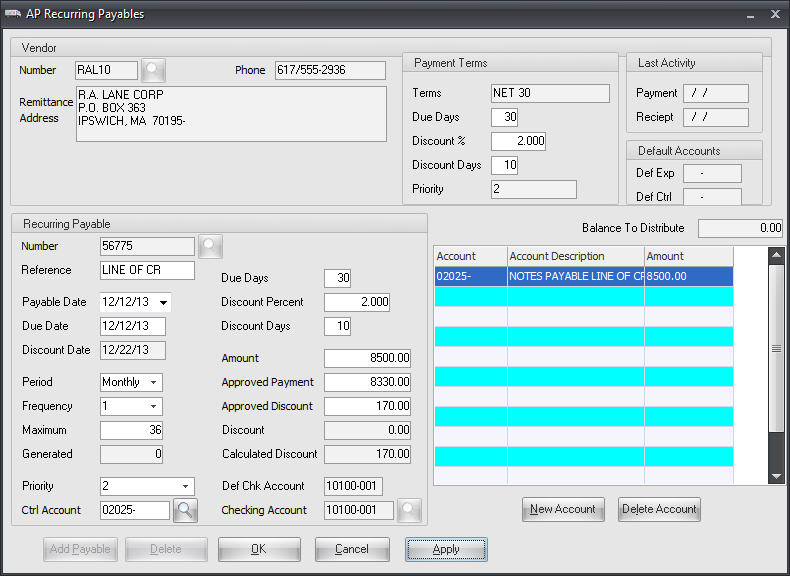 AP Recurring Payables
Vendor
Number RAL10 Phone 617/555-2936
Remittance Address
R.A. LANE CORP
P.O. BOX 363
IPSWICH, MA 70195-
Payment Terms
Terms NET 30
Due Days 30
Discount % 2.000
Discount Days 10
Priority 2
Last Activity
Payment / /
Reciept / /
Default Accounts
Def Exp -
Def Ctrl -
Recurring Payable
Number 56775
Reference LINE OF CR
Payable Date 12/12/13
Due Date 12/12/13
Discount Date 12/22/13
Period Monthly
Frequency 1
Maximum 36
Generated 0
Priority 2
Ctrl Account 02025-
Due Days 30
Discount Percent 2.000
Discount Days 10
Amount 8500.00
Approved Payment 8330.00
Approved Discount 170.00
Discount 0.00
Calculated Discount 170.00
Def Chk Account 10100-001
Checking Account 10100-001
Balance To Distribute 0.00
Account Account Description Amount
02025- NOTES PAYABLE LINE OF CR 8500.00
New Account Delete Account
Add Payable Delete OK Cancel Apply